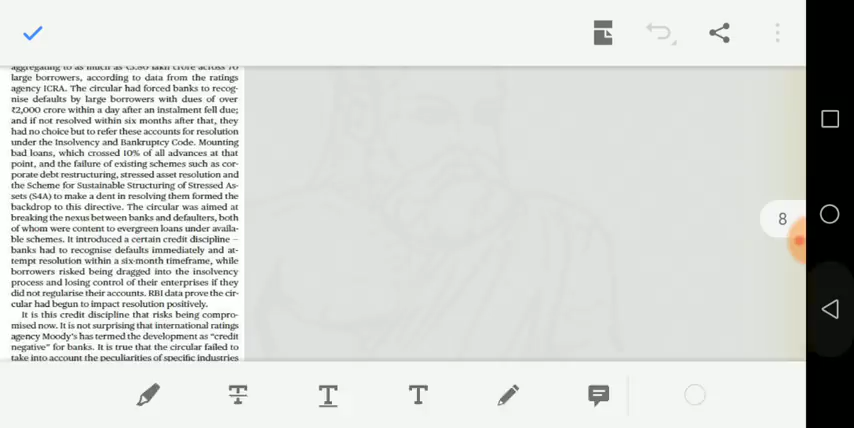 aggregating to as much as ₹3.80 lakh crore across 70
large borrowers, according to data from the ratings
agency ICRA. The circular had forced banks to recog-
nise defaults by large borrowers with dues of over
₹2,000 crore within a day after an instalment fell due;
and if not resolved within six months after that, they
had no choice but to refer these accounts for resolution
under the Insolvency and Bankruptcy Code. Mounting
bad loans, which crossed 10% of all advances at that
point, and the failure of existing schemes such as cor-
porate debt restructuring, stressed asset resolution and
the Scheme for Sustainable Structuring of Stressed As-
sets (S4A) to make a dent in resolving them formed the
backdrop to this directive. The circular was aimed at
breaking the nexus between banks and defaulters, both
of whom were content to evergreen loans under availa-
ble schemes. It introduced a certain credit discipline –
banks had to recognise defaults immediately and at-
tempt resolution within a six-month timeframe, while
borrowers risked being dragged into the insolvency
process and losing control of their enterprises if they
did not regularise their accounts. RBI data prove the cir-
cular had begun to impact resolution positively.
It is this credit discipline that risks being compro-
mised now. It is not surprising that international ratings
agency Moody's has termed the development as "credit
negative" for banks. It is true that the circular failed to
take into account the peculiarities of specific industries
8